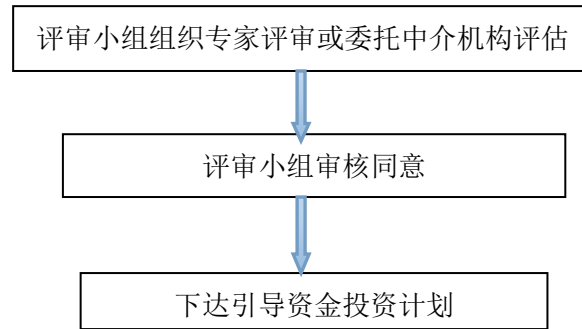 评审小组组织专家评审或委托中介机构评估
评审小组审核同意
下达引导资金投资计划